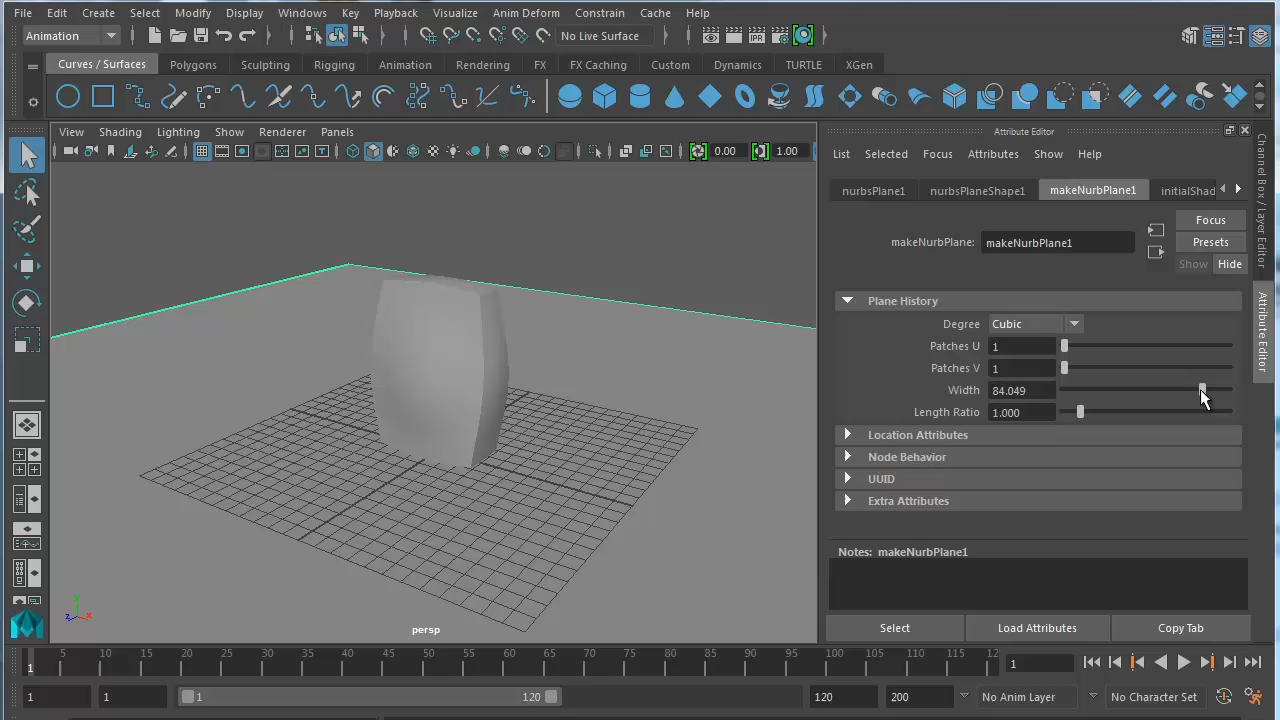 File Edit Create Select Modify Display Windows Key Playback Visualize Anim Deform Constrain Cache Help
Animation No Live Surface IPR
Curves / Surfaces Polygons Sculpting Rigging Animation Rendering FX FX Caching Custom Dynamics TURTLE XGen
View Shading Lighting Show Renderer Panels
0.00 1.00
persp
Attribute Editor
List Selected Focus Attributes Show Help
nurbsPlane1 nurbsPlaneShape1 makeNurbPlane1 initialShad
Focus
makeNurbPlane: makeNurbPlane1 Presets
Show Hide
Plane History
Degree Cubic
Patches U 1
Patches V 1
Width 84.049
Length Ratio 1.000
Location Attributes
Node Behavior
UUID
Extra Attributes
Notes: makeNurbPlane1
Select Load Attributes Copy Tab
Channel Box / Layer Editor
Attribute Editor
1 5 10 15 20 25 30 35 40 45 50 55 60 65 70 75 80 85 90 95 100 105 110 115 12 1
1 1 1 120 120 200 No Anim Layer No Character Set